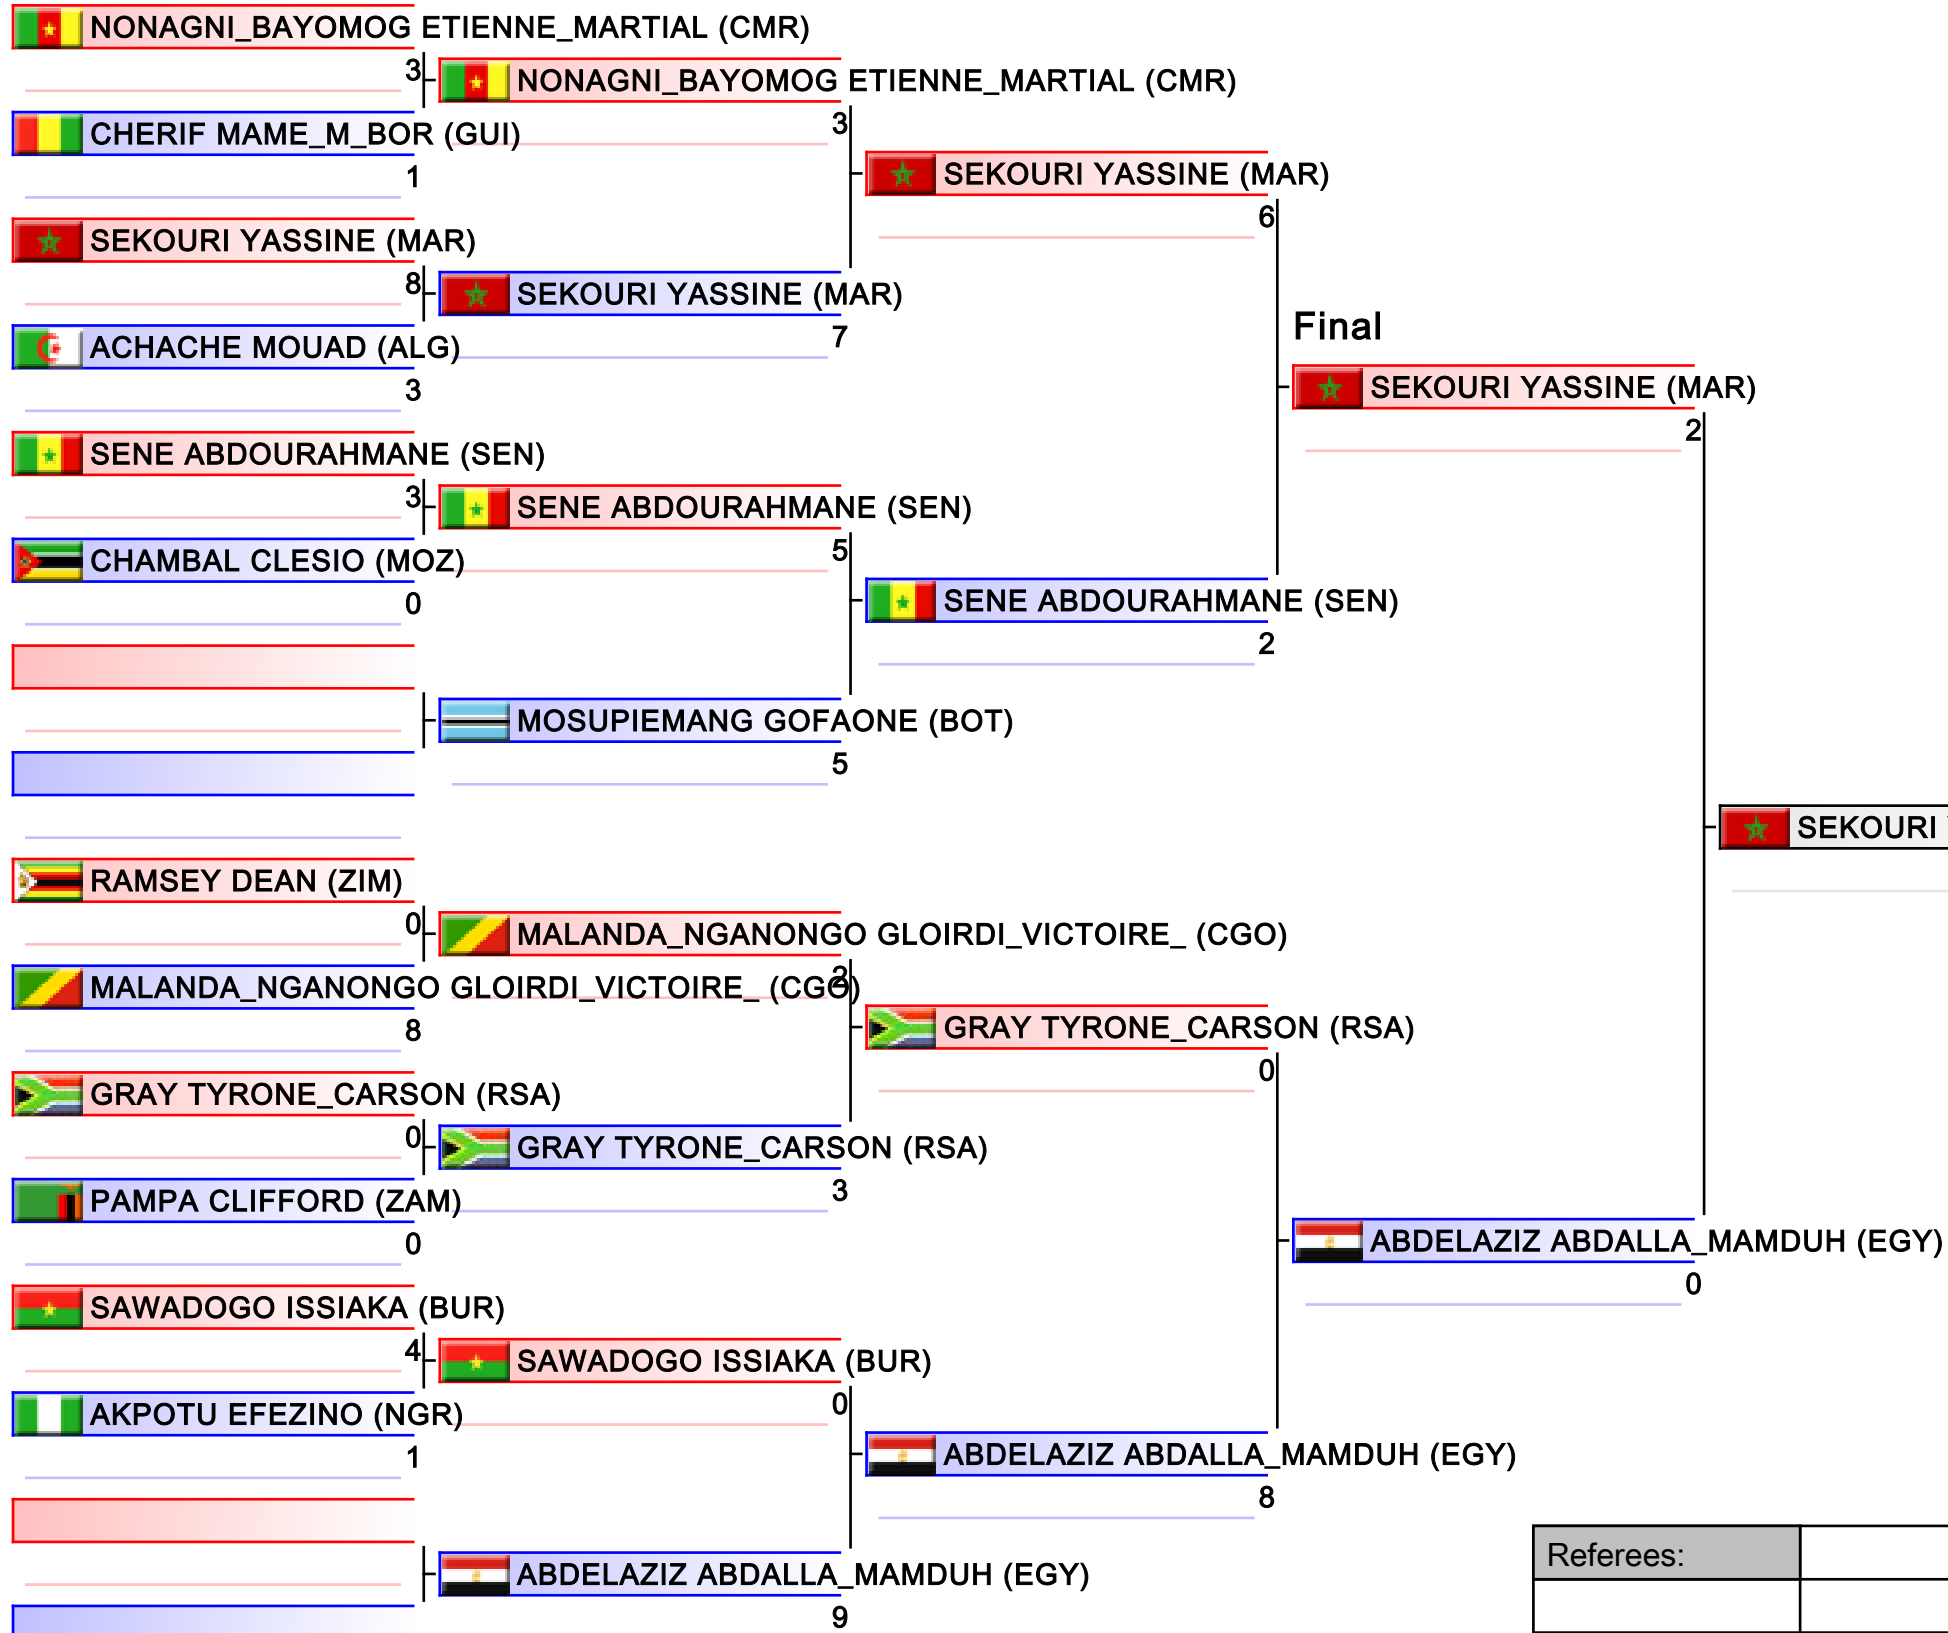 NONAGNI_BAYOMOG ETIENNE_MARTIAL (CMR)
3
NONAGNI_BAYOMOG ETIENNE_MARTIAL (CMR)
3
CHERIF MAME_M_BOR (GUI)
1
SEKOURI YASSINE (MAR)
6
SEKOURI YASSINE (MAR)
8
SEKOURI YASSINE (MAR)
7
Final
ACHACHE MOUAD (ALG)
3
SEKOURI YASSINE (MAR)
2
SENE ABDOURAHMANE (SEN)
3
SENE ABDOURAHMANE (SEN)
5
CHAMBAL CLESIO (MOZ)
0
SENE ABDOURAHMANE (SEN)
2
MOSUPIEMANG GOFAONE (BOT)
5
SEKOURI
RAMSEY DEAN (ZIM)
0
MALANDA_NGANONGO GLOIRDI_VICTOIRE_ (CGO)
2
MALANDA_NGANONGO GLOIRDI_VICTOIRE_ (CGO)
8
GRAY TYRONE_CARSON (RSA)
0
GRAY TYRONE_CARSON (RSA)
0
GRAY TYRONE_CARSON (RSA)
3
PAMPA CLIFFORD (ZAM)
0
ABDELAZIZ ABDALLA_MAMDUH (EGY)
0
SAWADOGO ISSIAKA (BUR)
4
SAWADOGO ISSIAKA (BUR)
0
AKPOTU EFEZINO (NGR)
1
ABDELAZIZ ABDALLA_MAMDUH (EGY)
8
Referees:
ABDELAZIZ ABDALLA_MAMDUH (EGY)
9